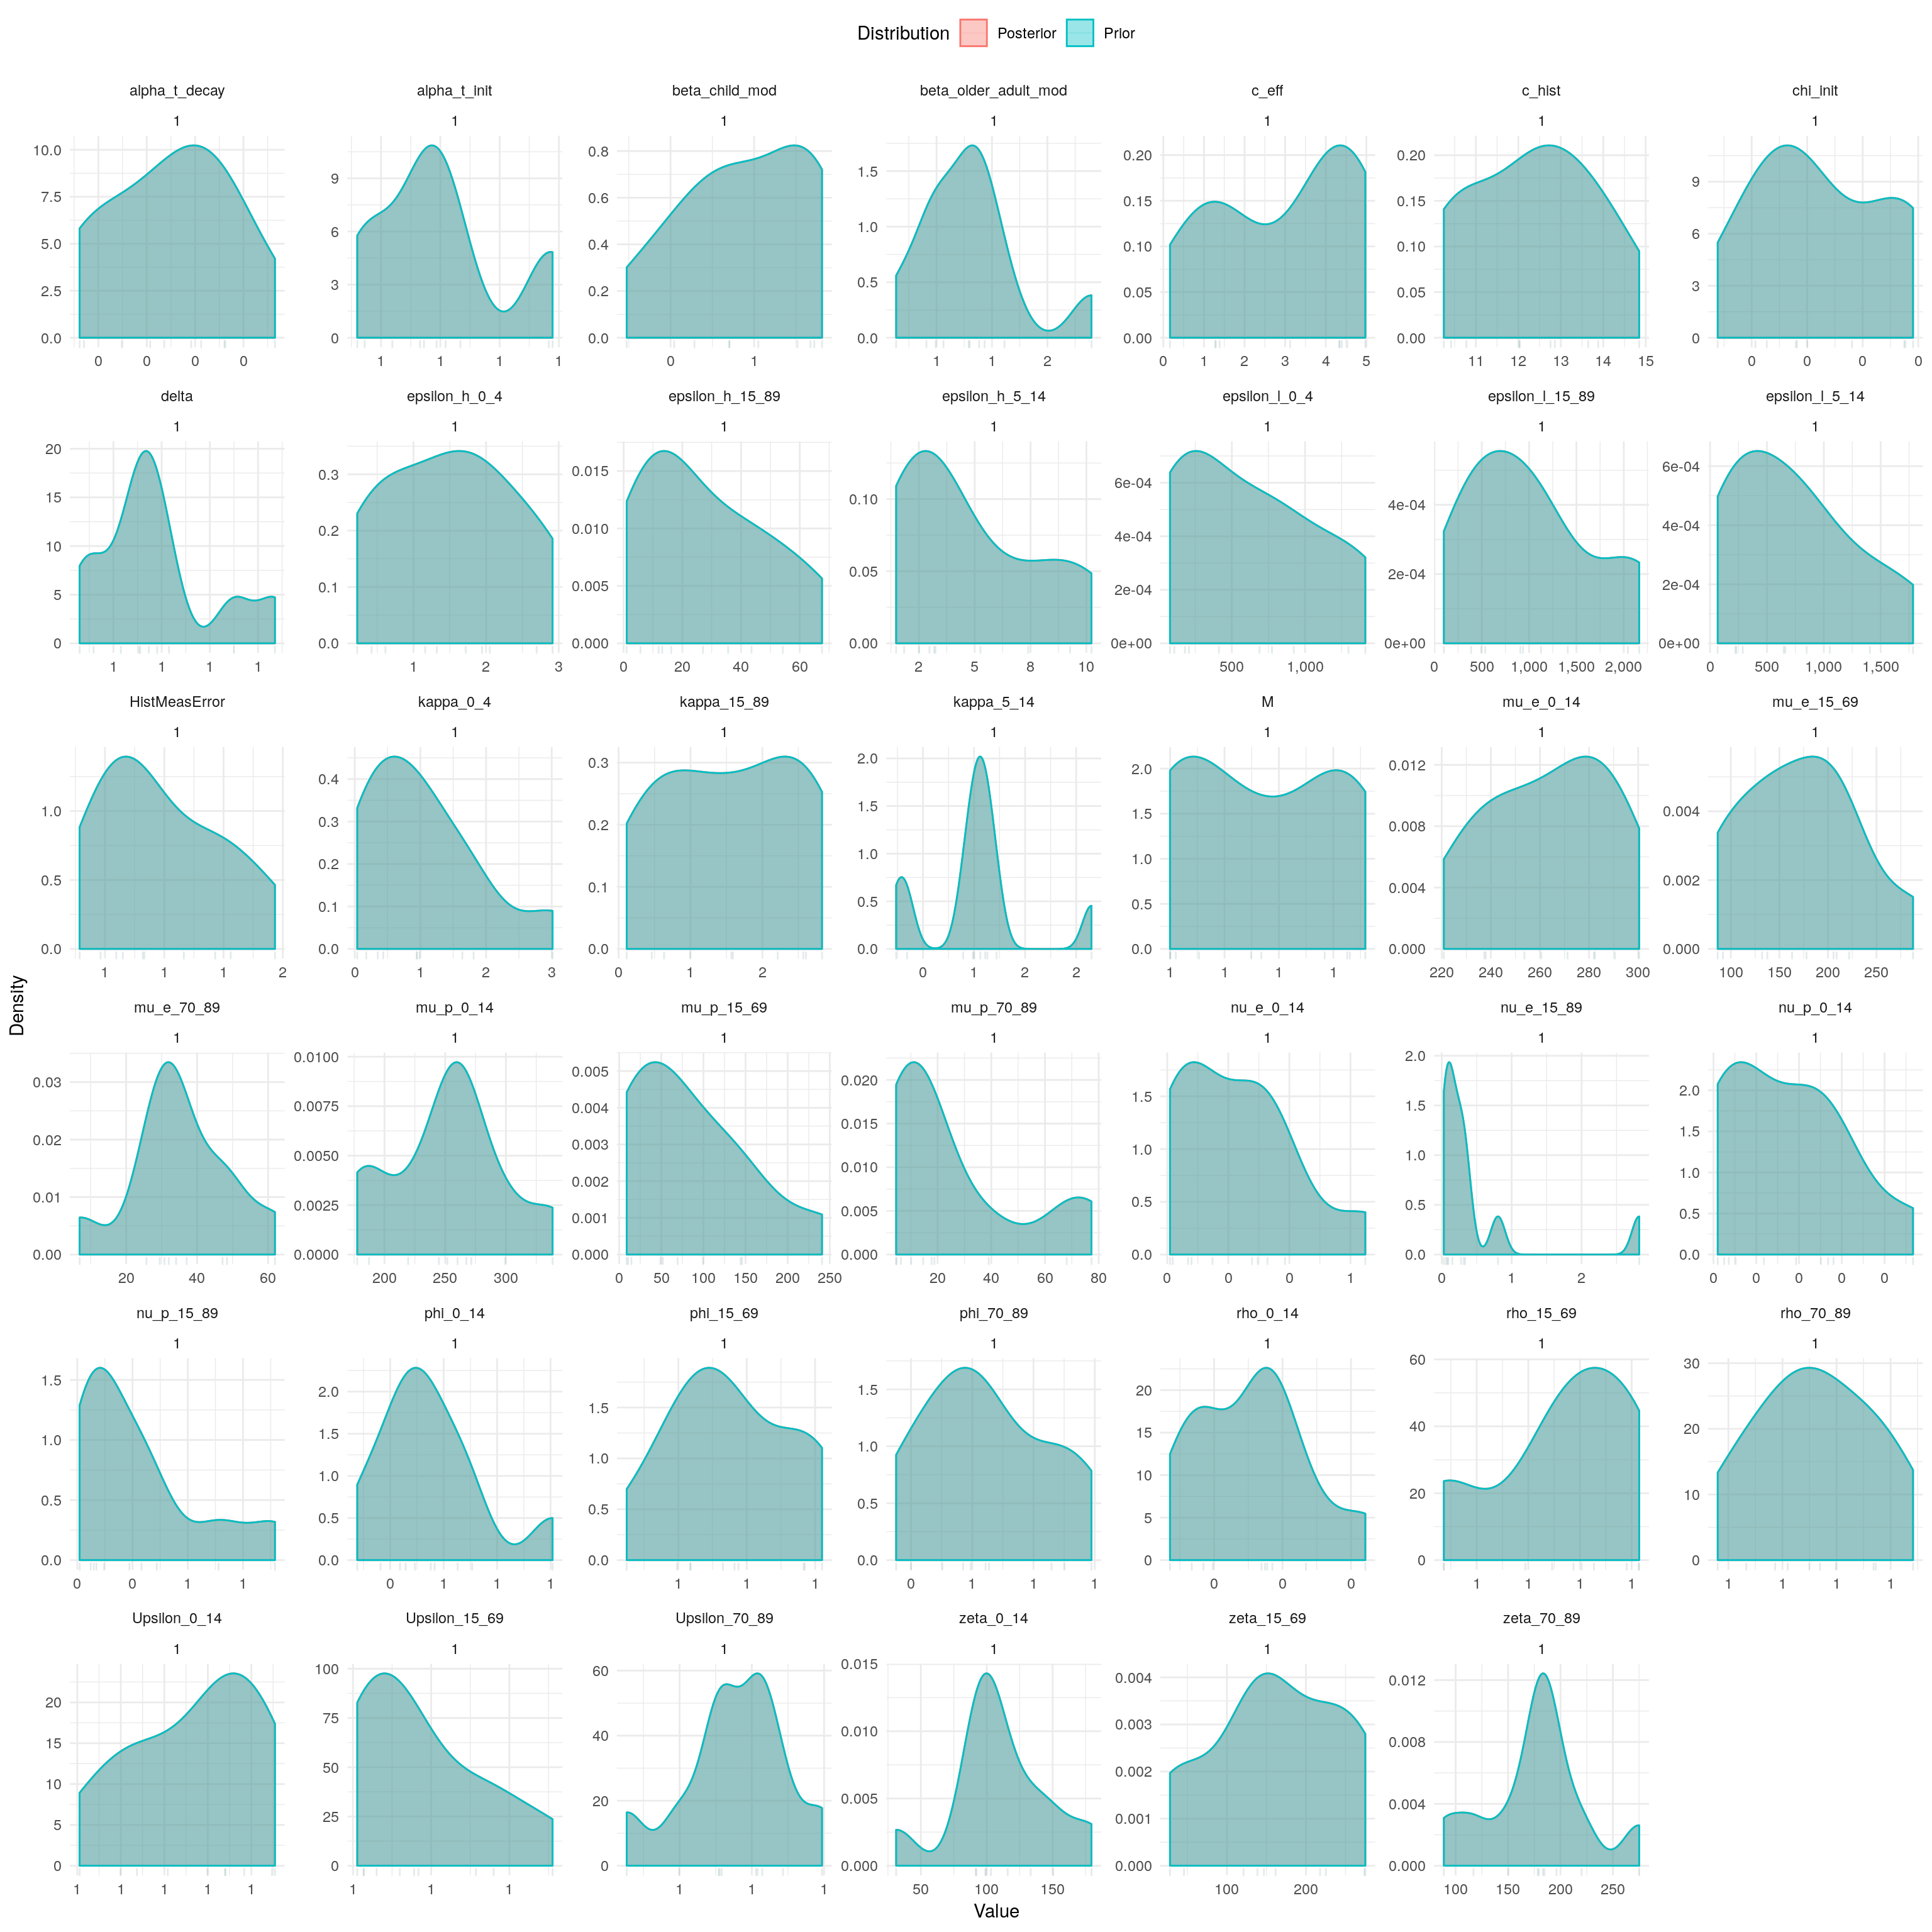 Distribution Posterior Prior
alpha_t_decay alpha_t_init beta_child_mod beta_older_adult_mod c_eff c_hist chi_init
1 1 1 1 1 1 1
10.0 7.5 5.0 2.5 0.0
9 6 3 0
0.8 0.6 0.4 0.2 0.0
1.5 1.0 0.5 0.0
0.20 0.15 0.10 0.05 0.00
0.20 0.15 0.10 0.05 0.00
9 6 3 0
0 0 0 0
1 1 1 1
0 1
1 1 2
0 1 2 3 4 5
11 12 13 14 15
0 0 0 0
delta epsilon_h_0_4 epsilon_h_15_89 epsilon_h_5_14 epsilon_l_0_4 epsilon_l_15_89 epsilon_l_5_14
1 1 1 1 1 1 1
20 15 10 5 0
0.3 0.2 0.1 0.0
0.015 0.010 0.005 0.000
0.10 0.05 0.00
6e-04 4e-04 2e-04 0e+00
4e-04 2e-04 0e+00
6e-04 4e-04 2e-04 0e+00
1 1 1 1
1 2 3
0 20 40 60
2 5 8 10
500 1,000
0 500 1,000 1,500 2,000
0 500 1,000 1,500
HistMeasError kappa_0_4 kappa_15_89 kappa_5_14 M mu_e_0_14 mu_e_15_69
1 1 1 1 1 1 1
1.0 0.5 0.0
0.4 0.3 0.2 0.1 0.0
0.3 0.2 0.1 0.0
2.0 1.5 1.0 0.5 0.0
2.0 1.5 1.0 0.5 0.0
0.012 0.008 0.004 0.000
0.004 0.002 0.000
1 1 1 2
0 1 2 3
0 1 2
0 1 2 2
1 1 1 1
220 240 260 280 300
100 150 200 250
Density
mu_e_70_89 mu_p_0_14 mu_p_15_69 mu_p_70_89 nu_e_0_14 nu_e_15_89 nu_p_0_14
1 1 1 1 1 1 1
0.03 0.02 0.01 0.00
0.0100 0.0075 0.0050 0.0025 0.0000
0.005 0.004 0.003 0.002 0.001 0.000
0.020 0.015 0.010 0.005 0.000
1.5 1.0 0.5 0.0
2.0 1.5 1.0 0.5 0.0
2.0 1.5 1.0 0.5 0.0
20 40 60
200 250 300
0 50 100 150 200 250
20 40 60 80
0 0 0 1
0 1 2
0 0 0 0 0
nu_p_15_89 phi_0_14 phi_15_69 phi_70_89 rho_0_14 rho_15_69 rho_70_89
1 1 1 1 1 1 1
1.5 1.0 0.5 0.0
2.0 1.5 1.0 0.5 0.0
1.5 1.0 0.5 0.0
1.5 1.0 0.5 0.0
20 15 10 5 0
60 40 20 0
30 20 10 0
0 0 1 1
0 1 1 1
1 1 1
0 1 1 1
0 0 0
1 1 1 1
1 1 1 1
Upsilon_0_14 Upsilon_15_69 Upsilon_70_89 zeta_0_14 zeta_15_69 zeta_70_89
1 1 1 1 1 1
20 15 10 5 0
100 75 50 25 0
60 40 20 0
0.015 0.010 0.005 0.000
0.004 0.003 0.002 0.001 0.000
0.012 0.008 0.004 0.000
1 1 1 1 1
1 1 1
1 1 1
50 100 150
100 200
100 150 200 250
Value